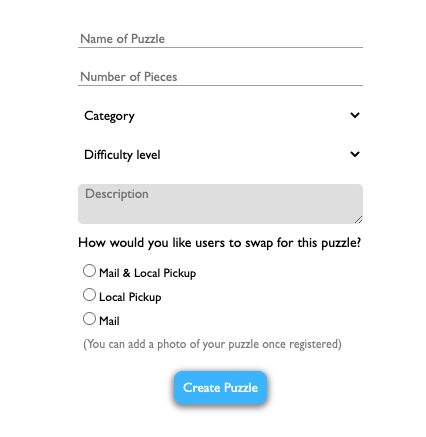 Name of Puzzle
Number of Pieces
Category
Difficulty level
Description
How would you like users to swap for this puzzle?
Mail & Local Pickup
Local Pickup
Mail
(You can add a photo of your puzzle once registered)
Create Puzzle